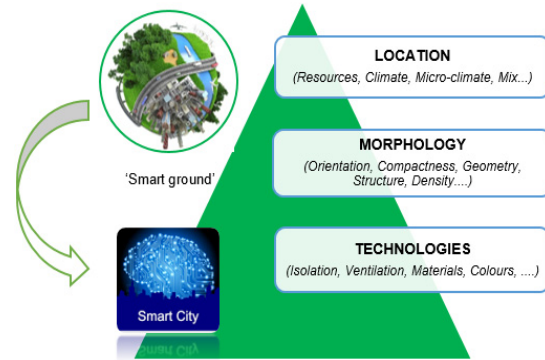 LOCATION
(Resources, Climate, Micro-climate, Mix...)
MORPHOLOGY
(Orientation, Compactness, Geometry,
Structure, Density....)
'Smart ground'
TECHNOLOGIES
(Isolation, Ventilation, Materials, Colours, ....)
Smart City